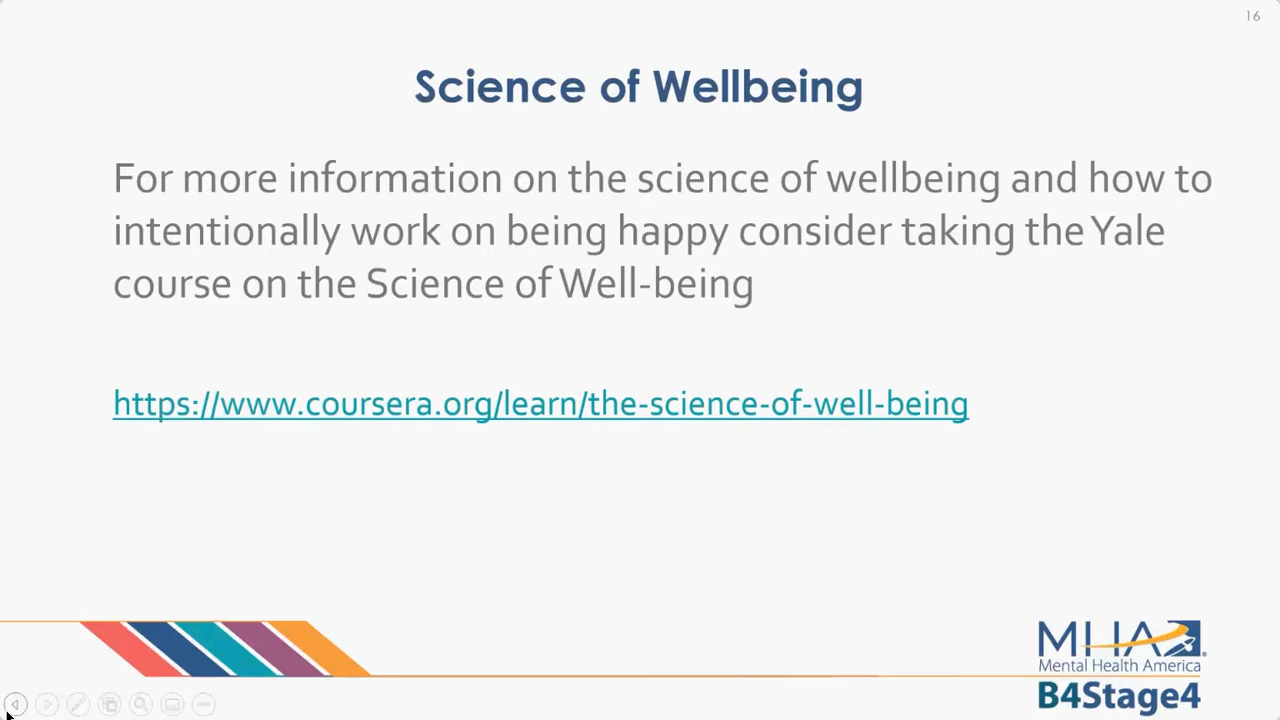 16
Science of Wellbeing
For more information on the science of wellbeing and how to
intentionally work on being happy consider taking the Yale
course on the Science of Well-being
https://www.coursera.org/learn/the-science-of-well-being
MHA®
Mental Health America
B4Stage4